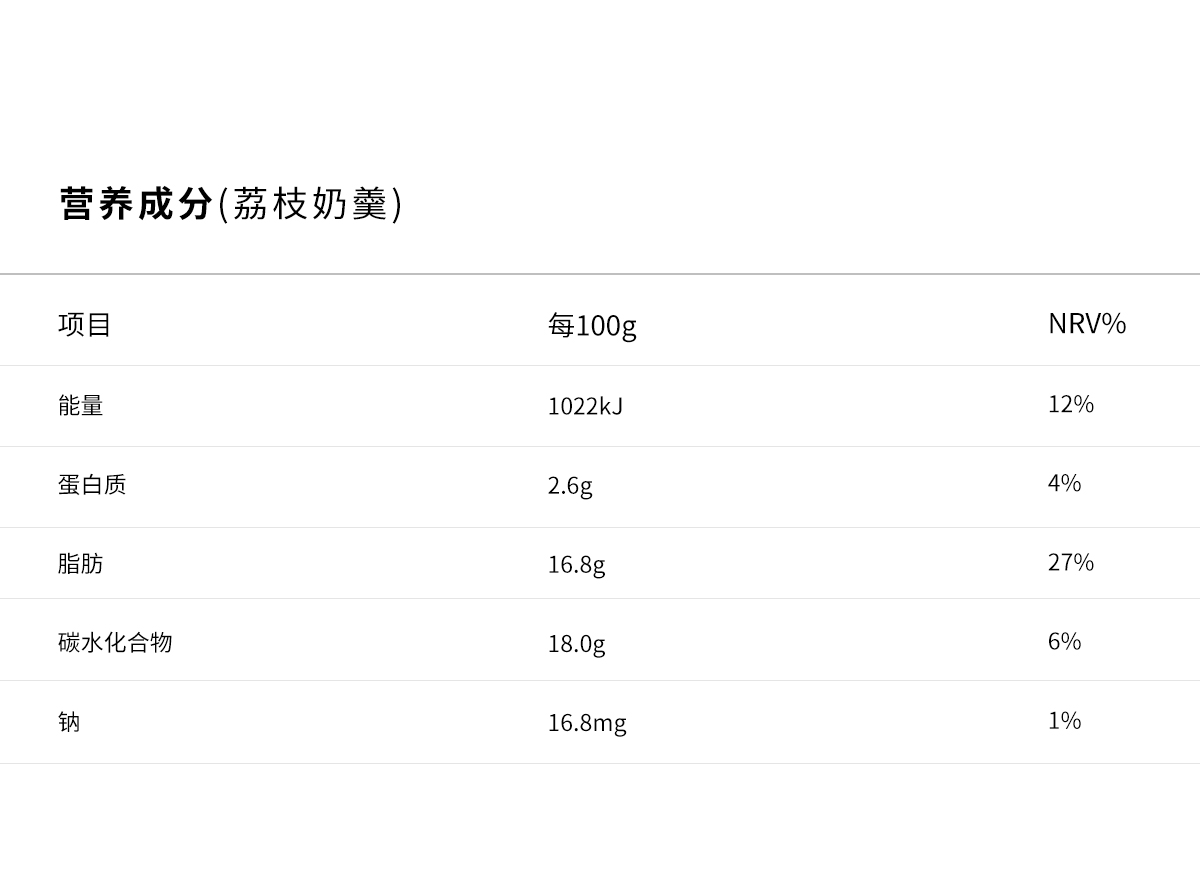 营养成分(荔枝奶羹)
项目 每100g NRV%
能量 1022kJ 12%
蛋白质 2.6g 4%
脂肪 16.8g 27%
碳水化合物 18.0g 6%
钠 16.8mg 1%